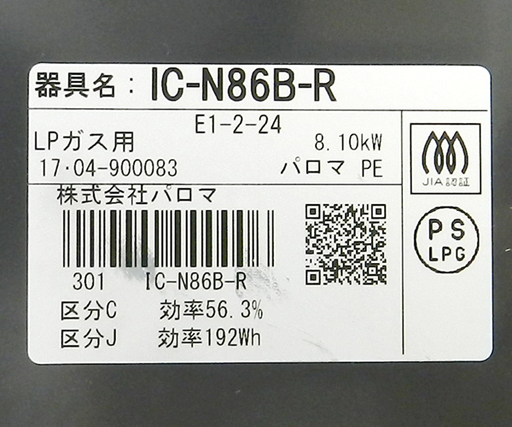 器具名：IC-N86B-R
E1-2-24
LPガス用 8.10kW
17·04-900083 パロマ PE
株式会社パロマ
301 IC-N86B-R
区分C 効率56.3%
区分J 効率192Wh
JIA認証
PS
LPG